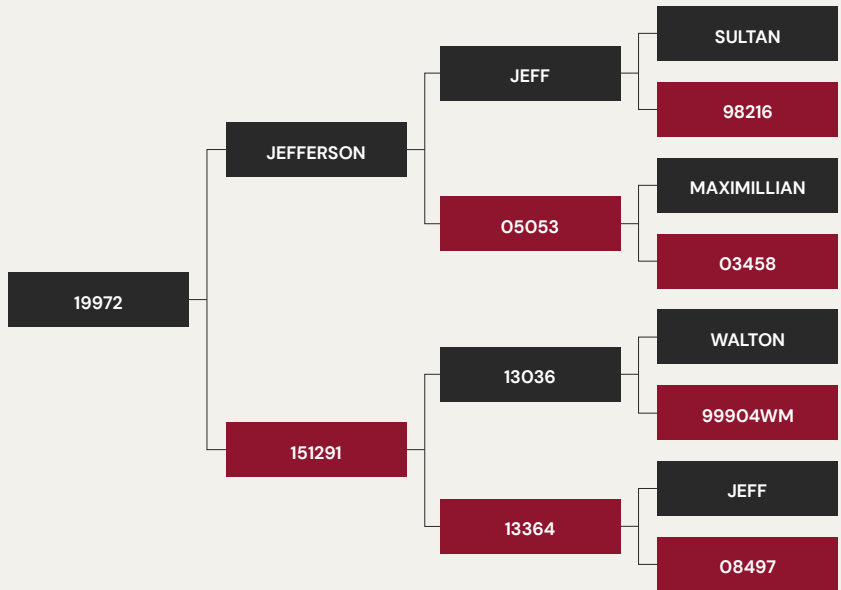 SULTAN
JEFF
98216
JEFFERSON
MAXIMILLIAN
05053
03458
19972
WALTON
13036
99904WM
151291
JEFF
13364
08497